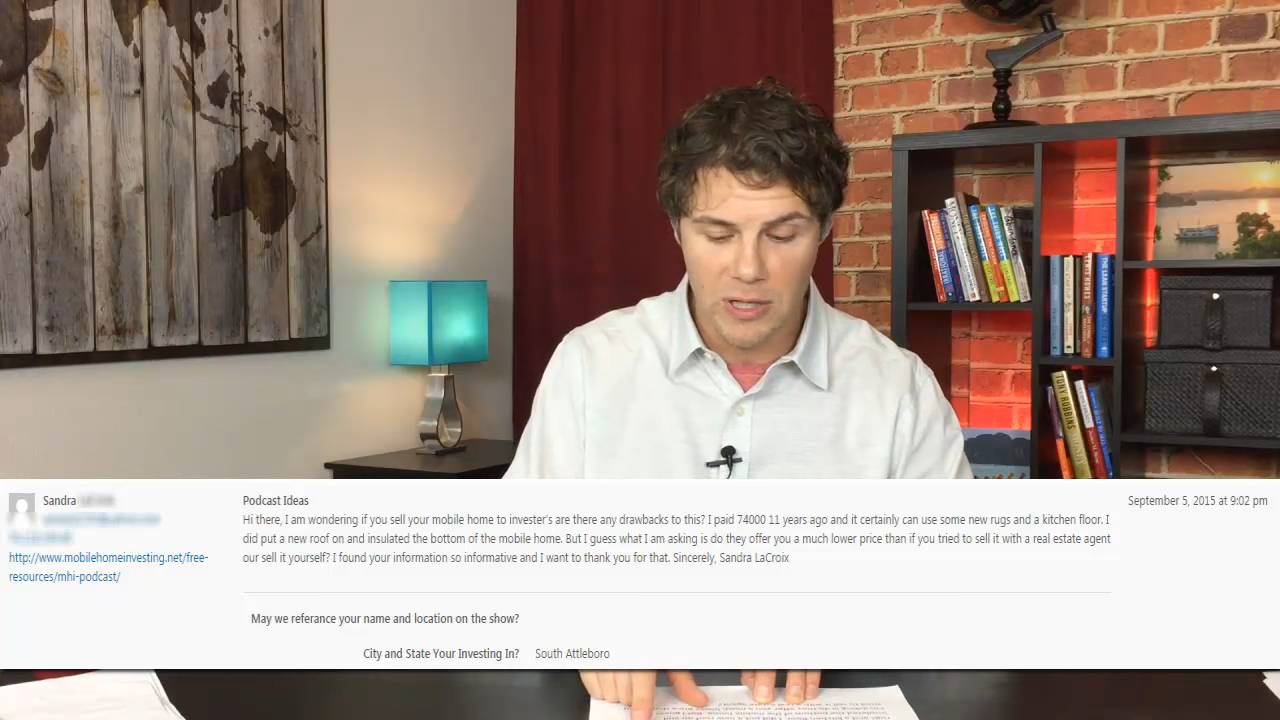 Sandra
http://www.mobilehomeinvesting.net/free-
resources/mhi-podcast/
Podcast Ideas
Hi there, I am wondering if you sell your mobile home to invester's are there any drawbacks to this? I paid 74000 11 years ago and it certainly can use some new rugs and a kitchen floor. I
did put a new roof on and insulated the bottom of the mobile home. But I guess what I am asking is do they offer you a much lower price than if you tried to sell it with a real estate agent
our sell it yourself? I found your information so informative and I want to thank you for that. Sincerely, Sandra LaCroix
September 5, 2015 at 9:02 pm
May we referance your name and location on the show?
City and State Your Investing In? South Attleboro
THE LEAN STARTUP
TONY ROBBINS